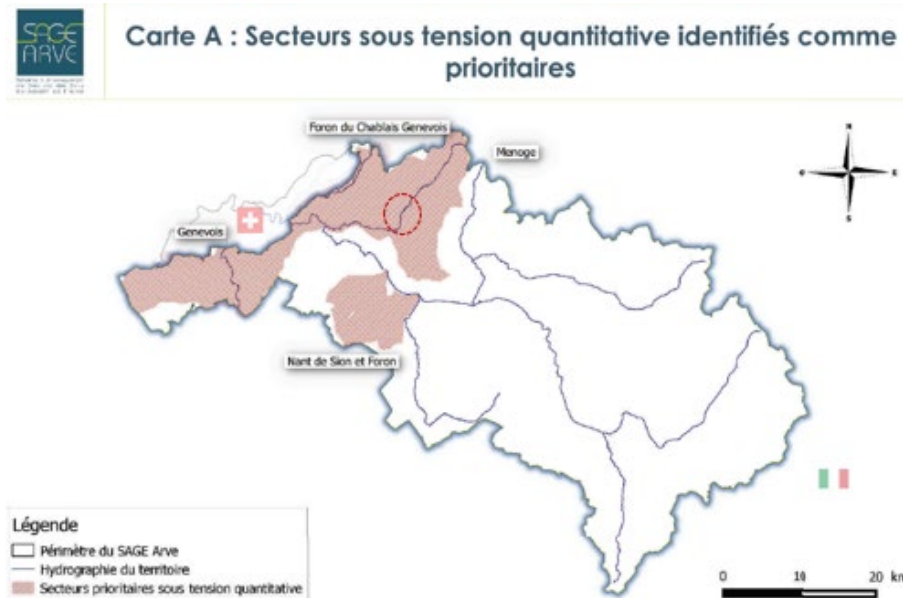 SAGE
ARVE
Carte A : Secteurs sous tension quantitative identifiés comme
prioritaires
Foron du Chablais Genevois
Menoge
N
O
E
S
Genevois
Nant de Sion et Foron
Légende
Périmètre du SAGE Arve
Hydrographie du territoire
Secteurs prioritaires sous tension quantitative
0 10 20 km